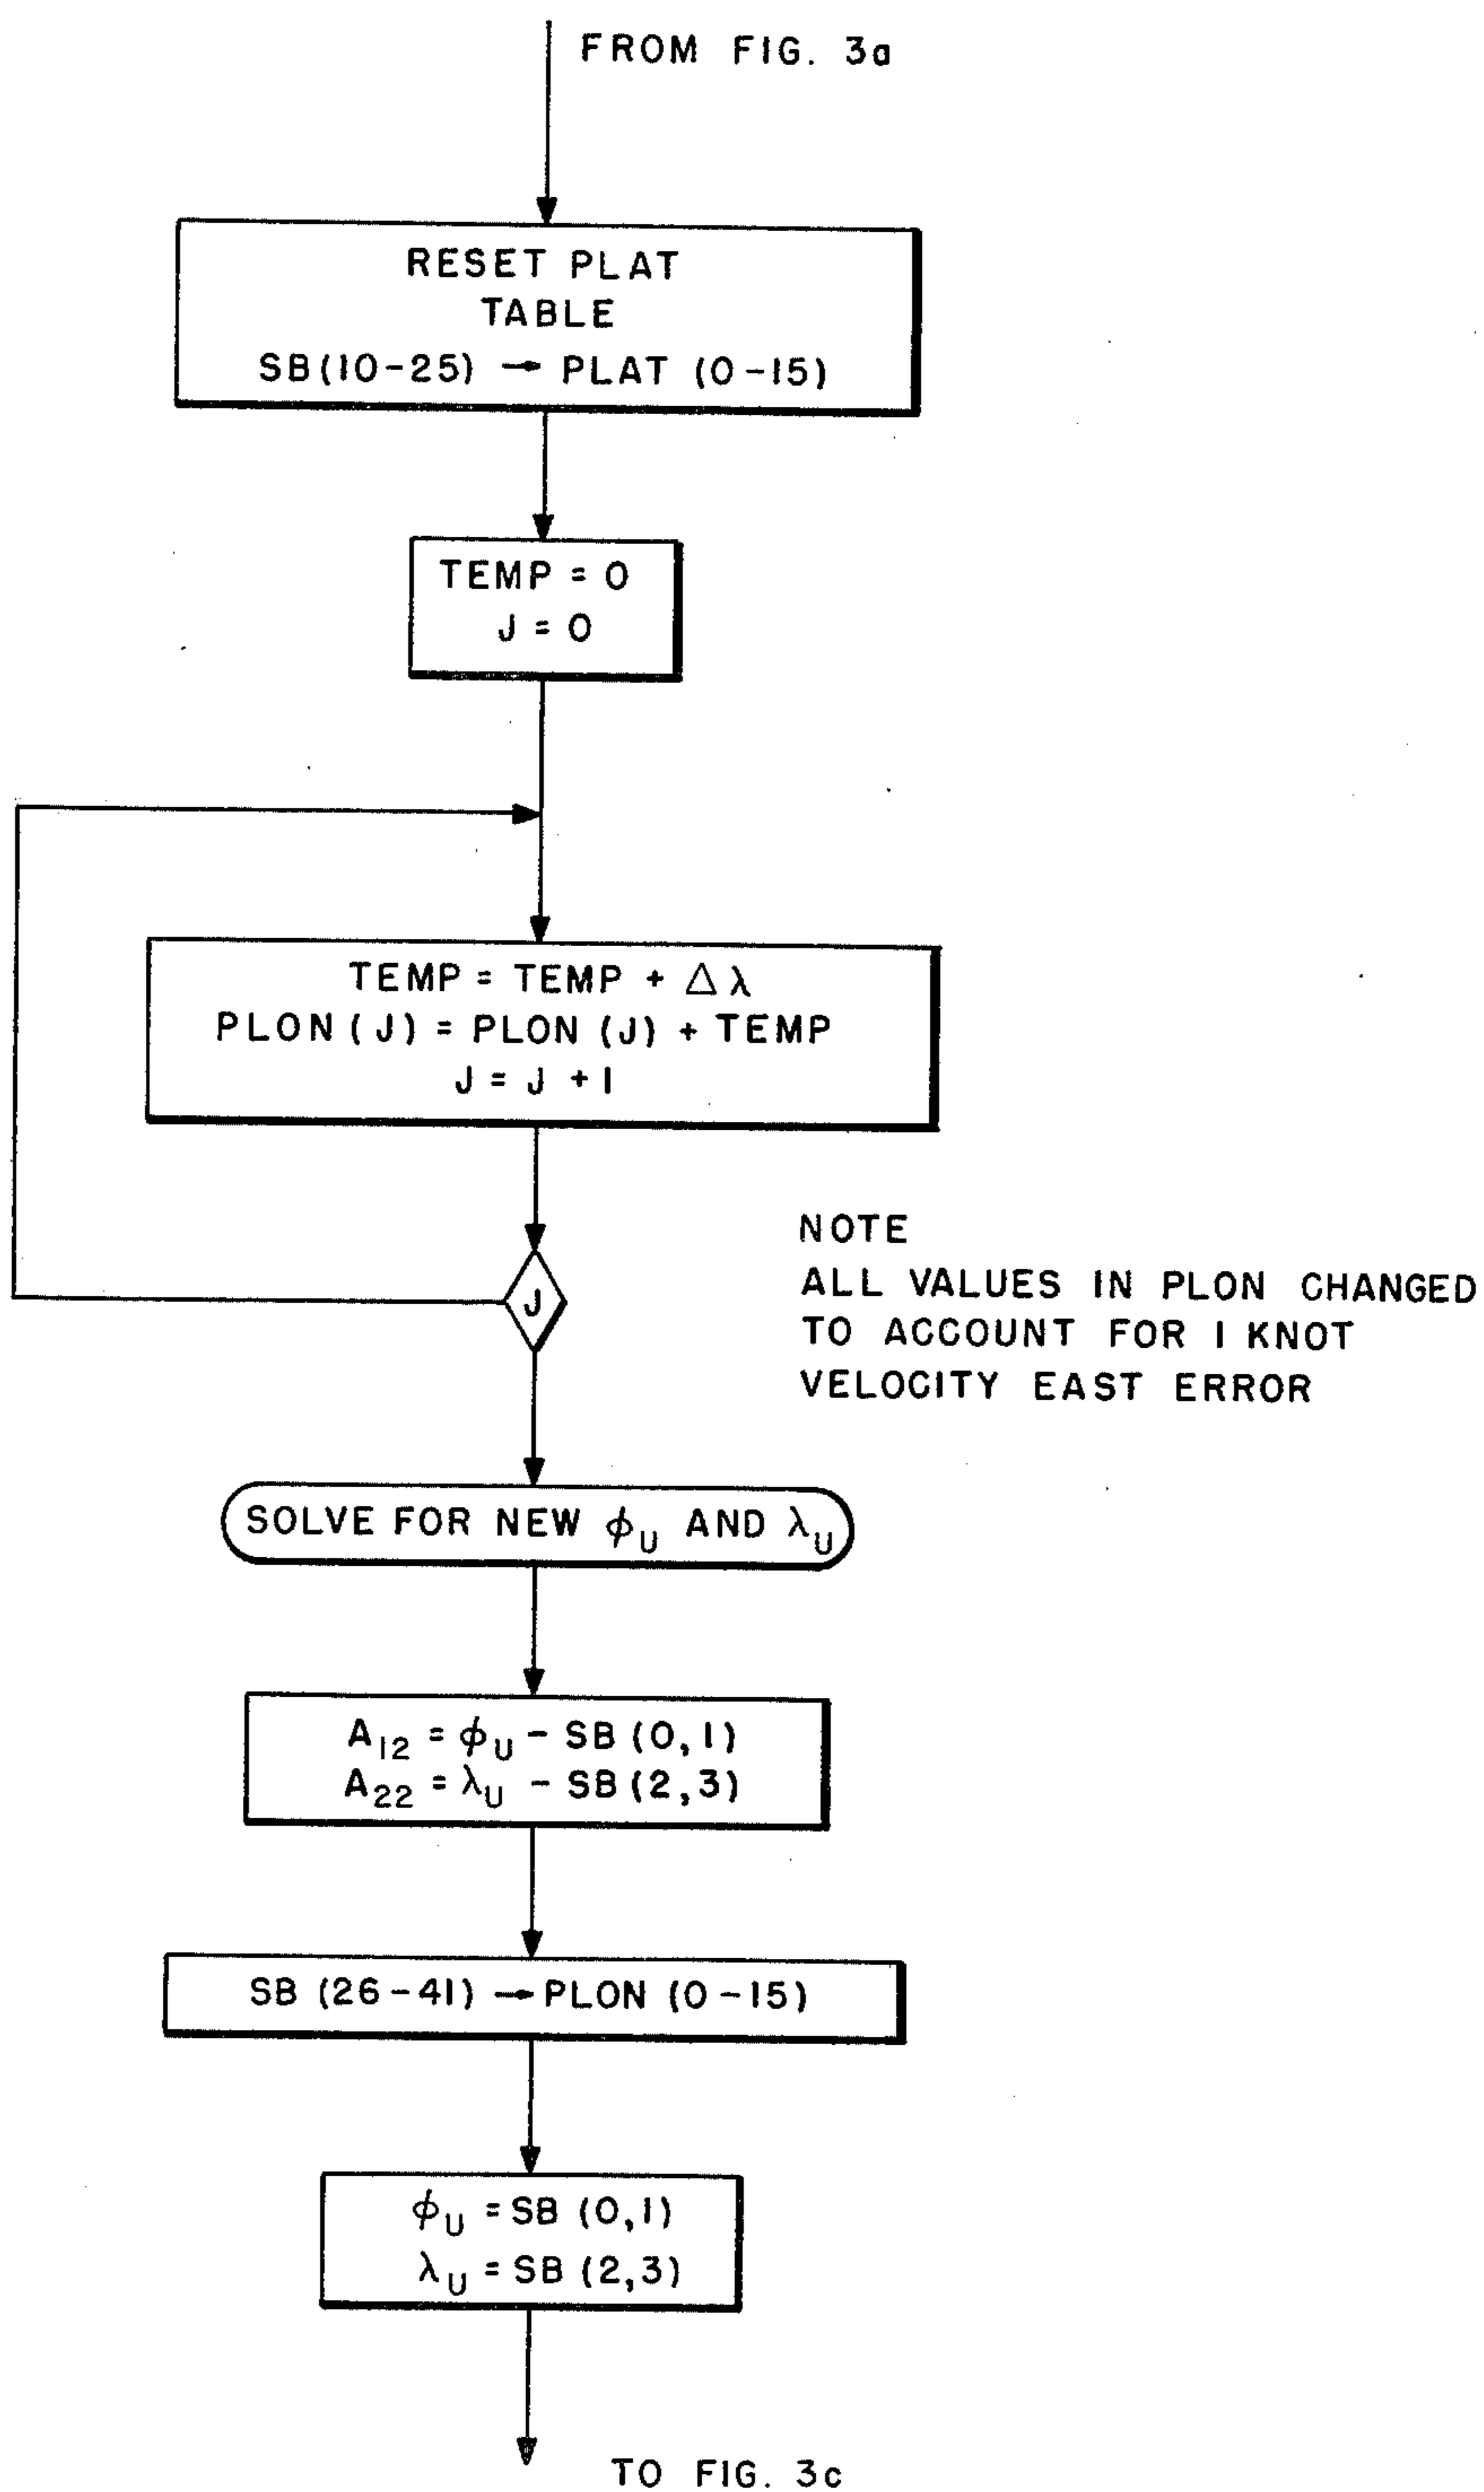 FROM FIG. 3a
RESET PLAT
TABLE
SB(10-25) → PLAT (0-15)
TEMP = 0
J = 0
TEMP = TEMP + Δ λ
PLON (J) = PLON (J) + TEMP
J = J + 1
J
NOTE
ALL VALUES IN PLON CHANGED
TO ACCOUNT FOR 1 KNOT
VELOCITY EAST ERROR
SOLVE FOR NEW ϕU AND λU
A12 = ϕU - SB (0,1)
A22 = λU - SB (2,3)
SB (26-41) → PLON (0-15)
ϕU = SB (0,1)
λU = SB (2,3)
TO FIG. 3c